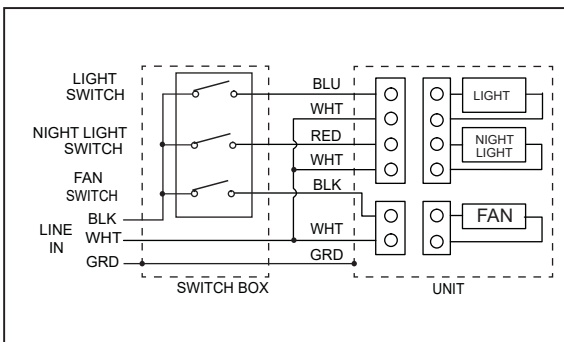 LIGHT
SWITCH
NIGHT LIGHT
SWITCH
FAN
SWITCH
LINE
IN
BLK
WHT
GRD
SWITCH BOX
BLU
WHT
RED
WHT
BLK
WHT
GRD
LIGHT
NIGHT
LIGHT
FAN
UNIT